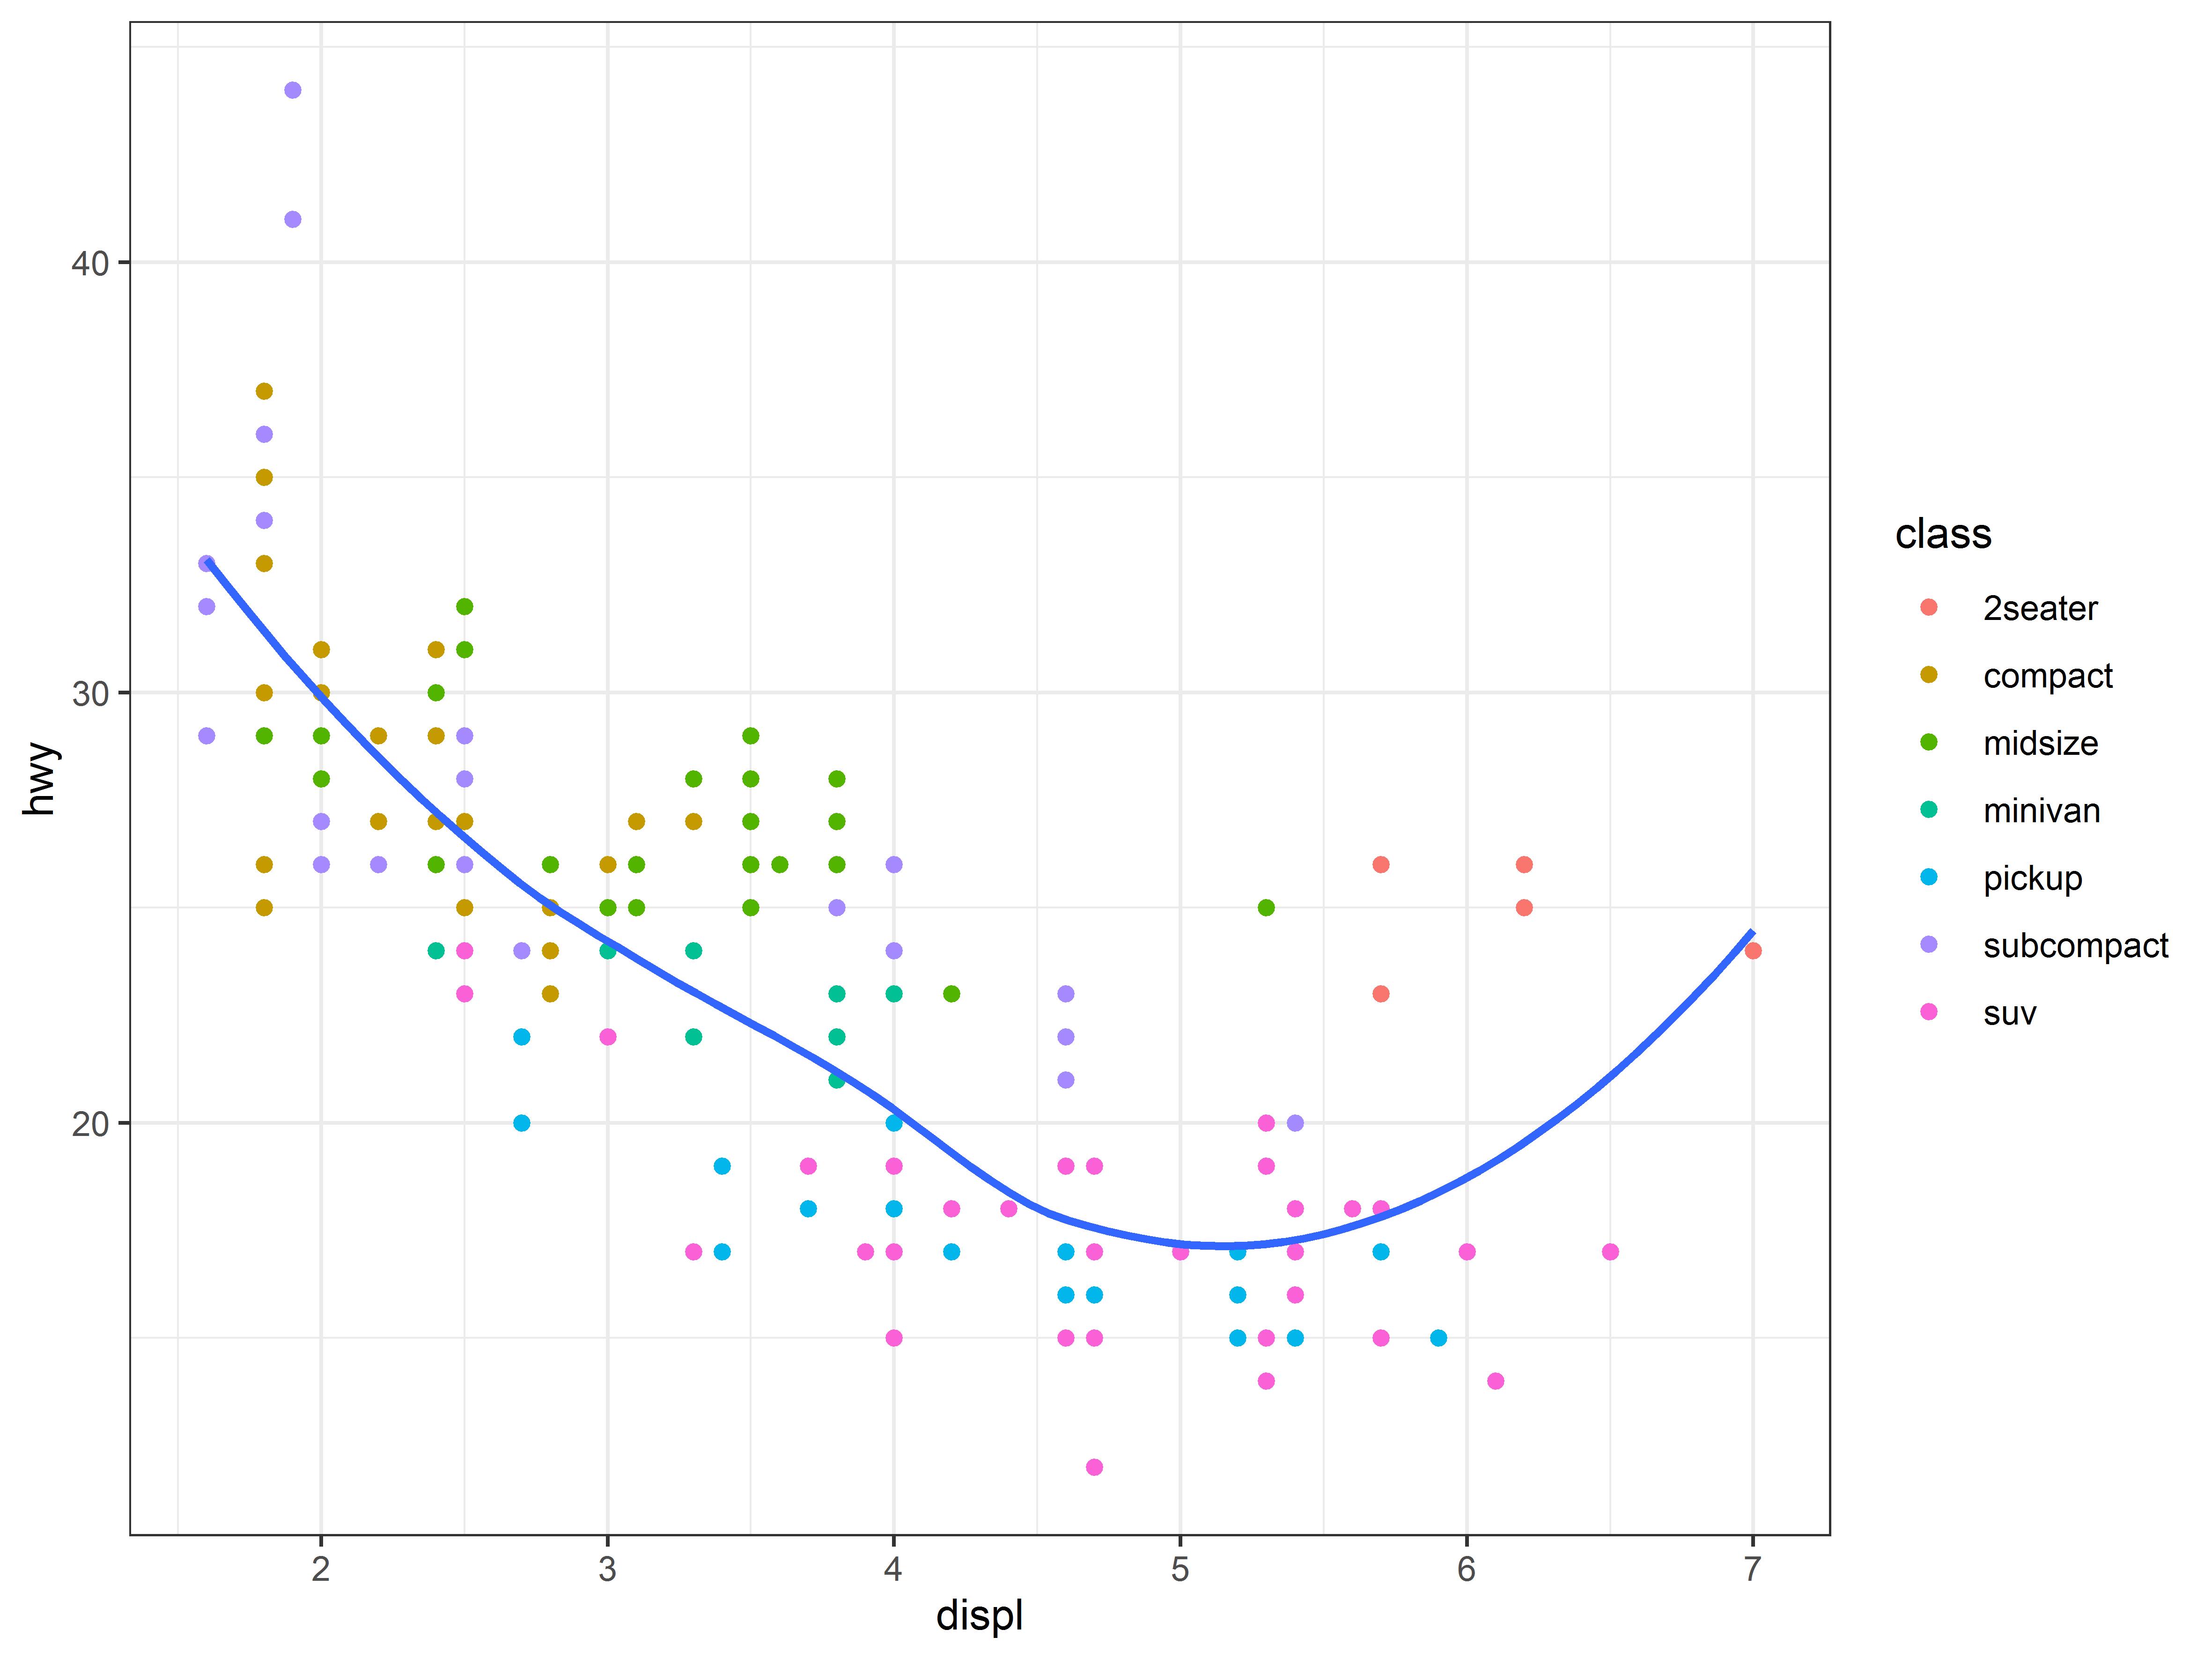 hwy
40
30
20
2
3
4
5
6
7
displ
class
2seater
compact
midsize
minivan
pickup
subcompact
suv